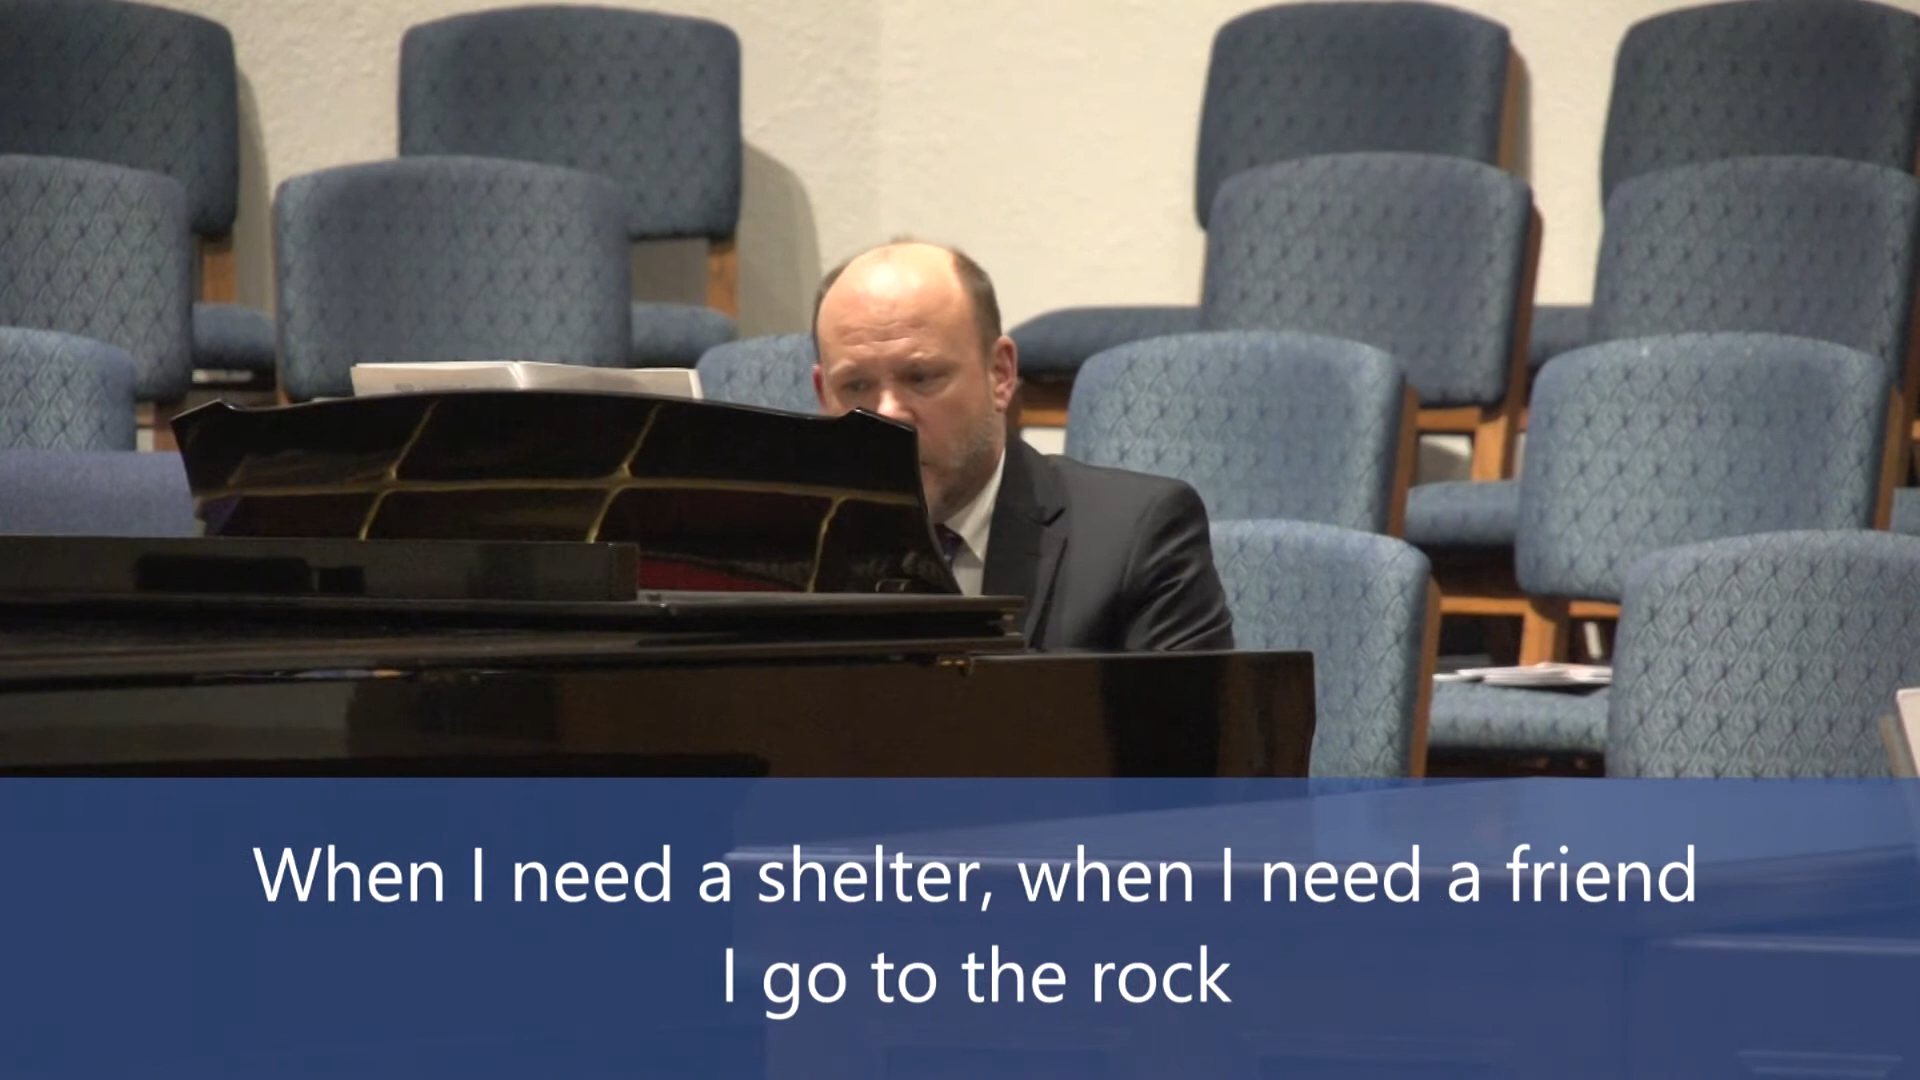 When I need a shelter, when I need a friend
I go to the rock